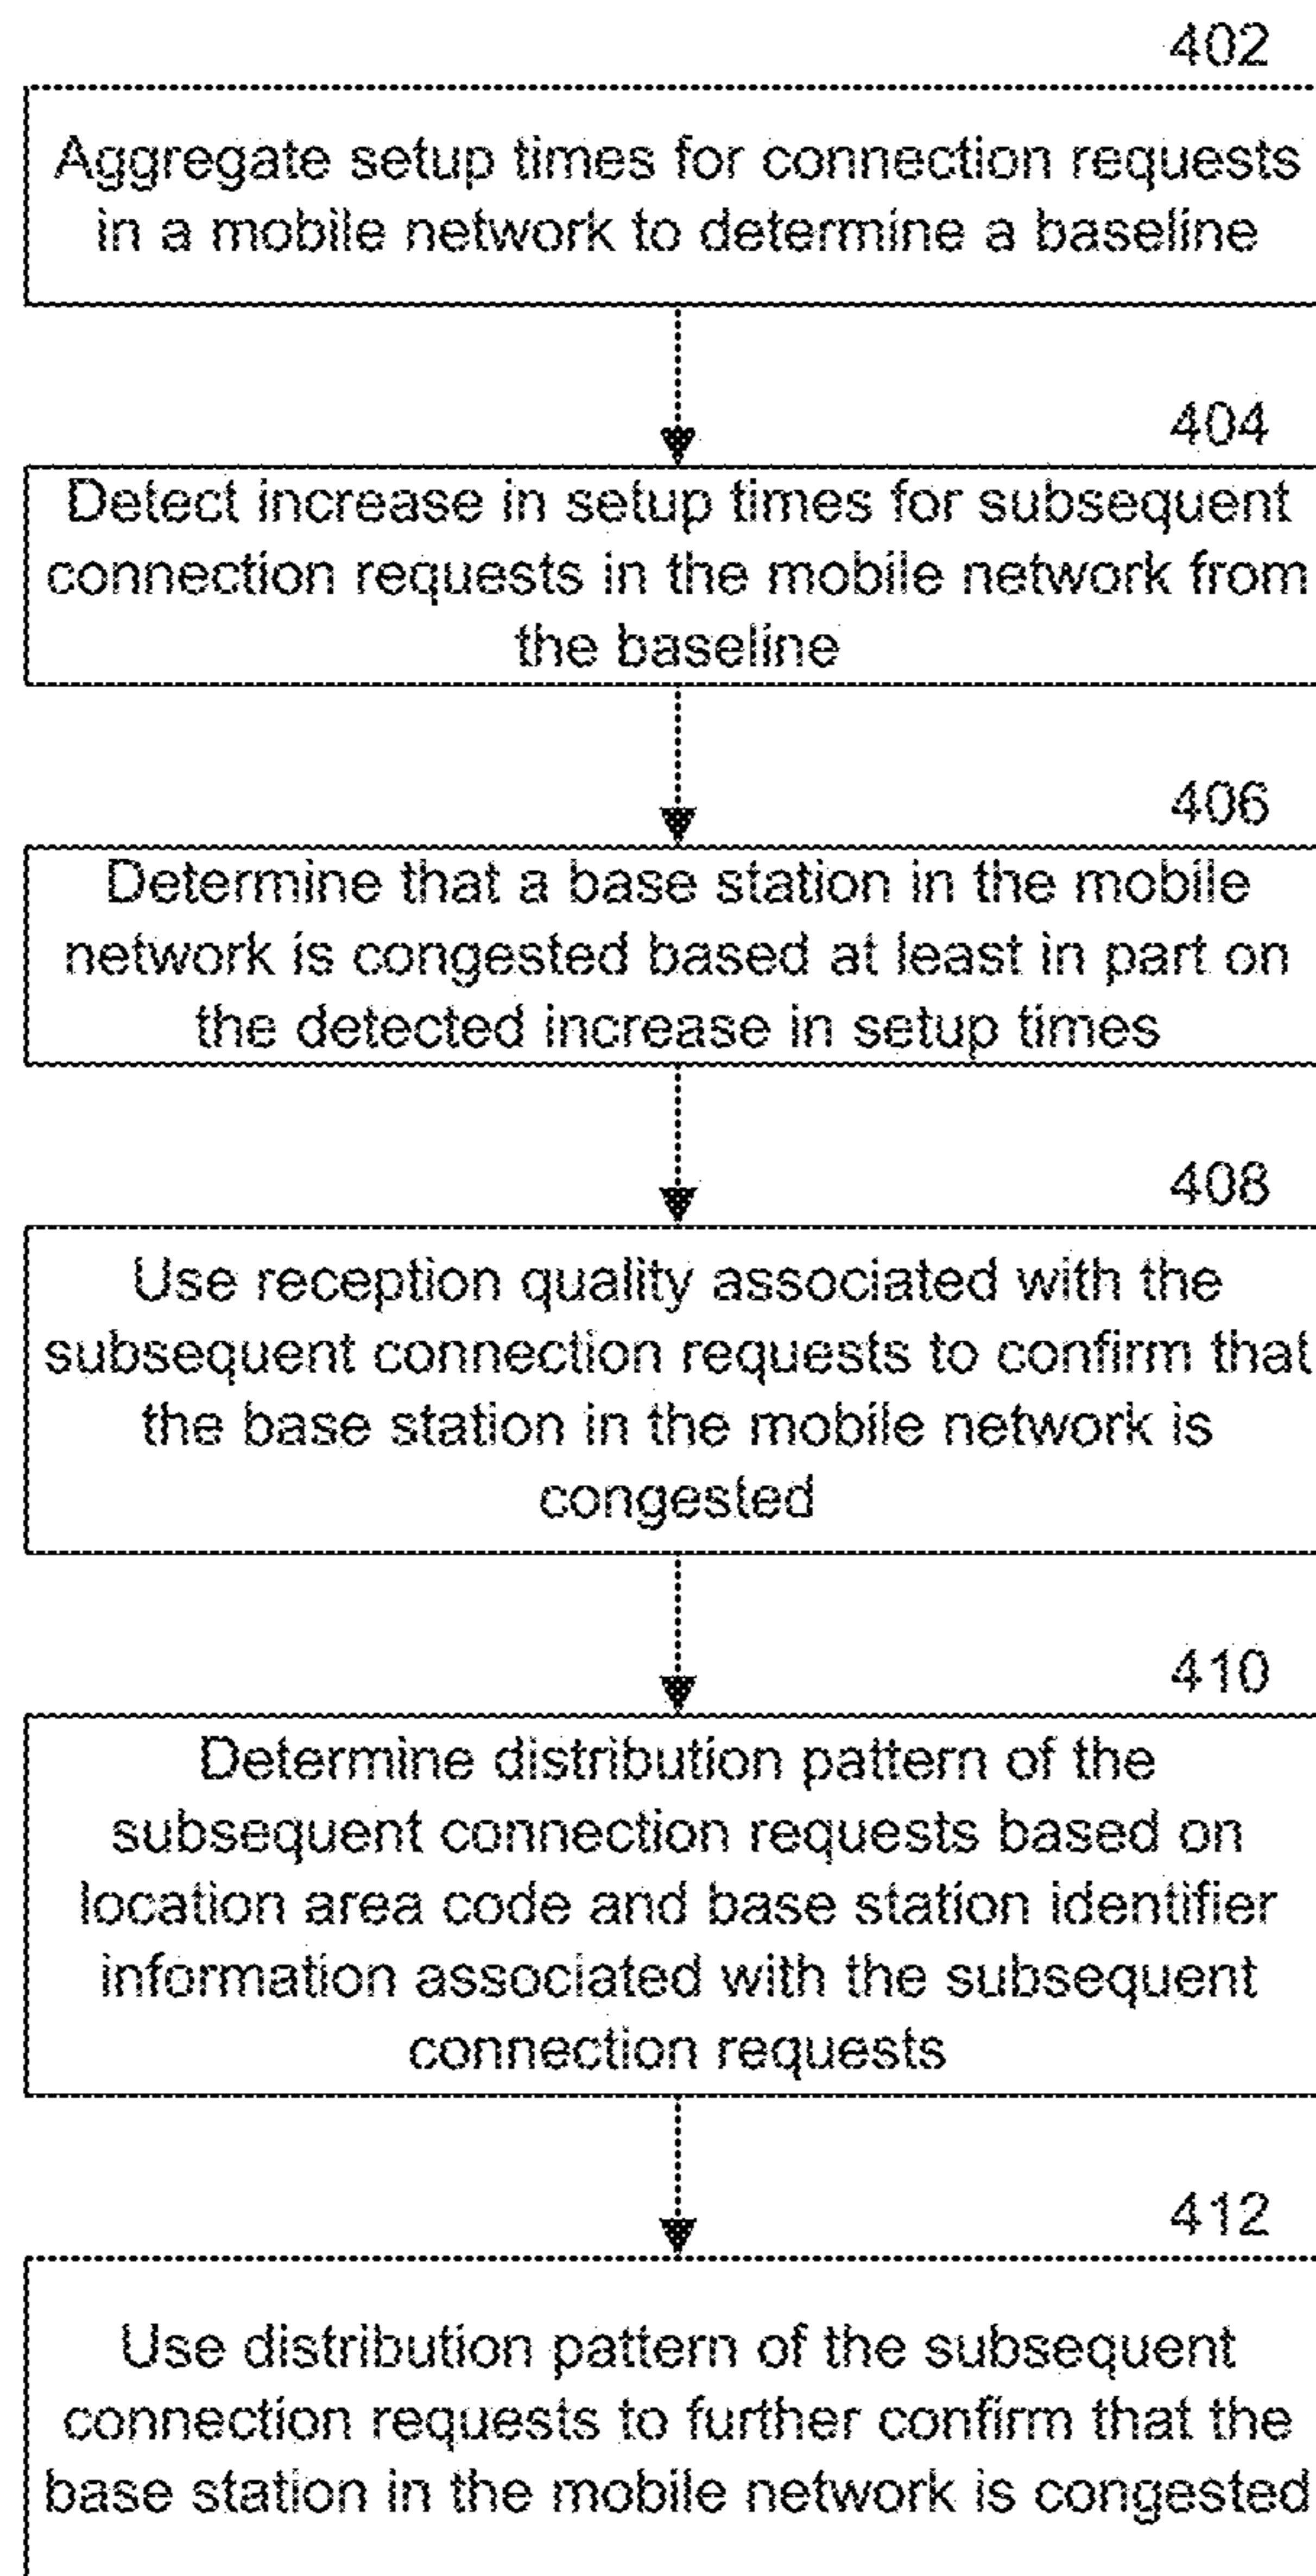 402
Aggregate setup times for connection requests
in a mobile network to determine a baseline
404
Detect increase in setup times for subsequent
connection requests in the mobile network from
the baseline
406
Determine that a base station in the mobile
network is congested based at least in part on
the detected increase in setup times
408
Use reception quality associated with the
subsequent connection requests to confirm that
the base station in the mobile network is
congested
410
Determine distribution pattern of the
subsequent connection requests based on
location area code and base station identifier
information associated with the subsequent
connection requests
412
Use distribution pattern of the subsequent
connection requests to further confirm that the
base station in the mobile network is congested